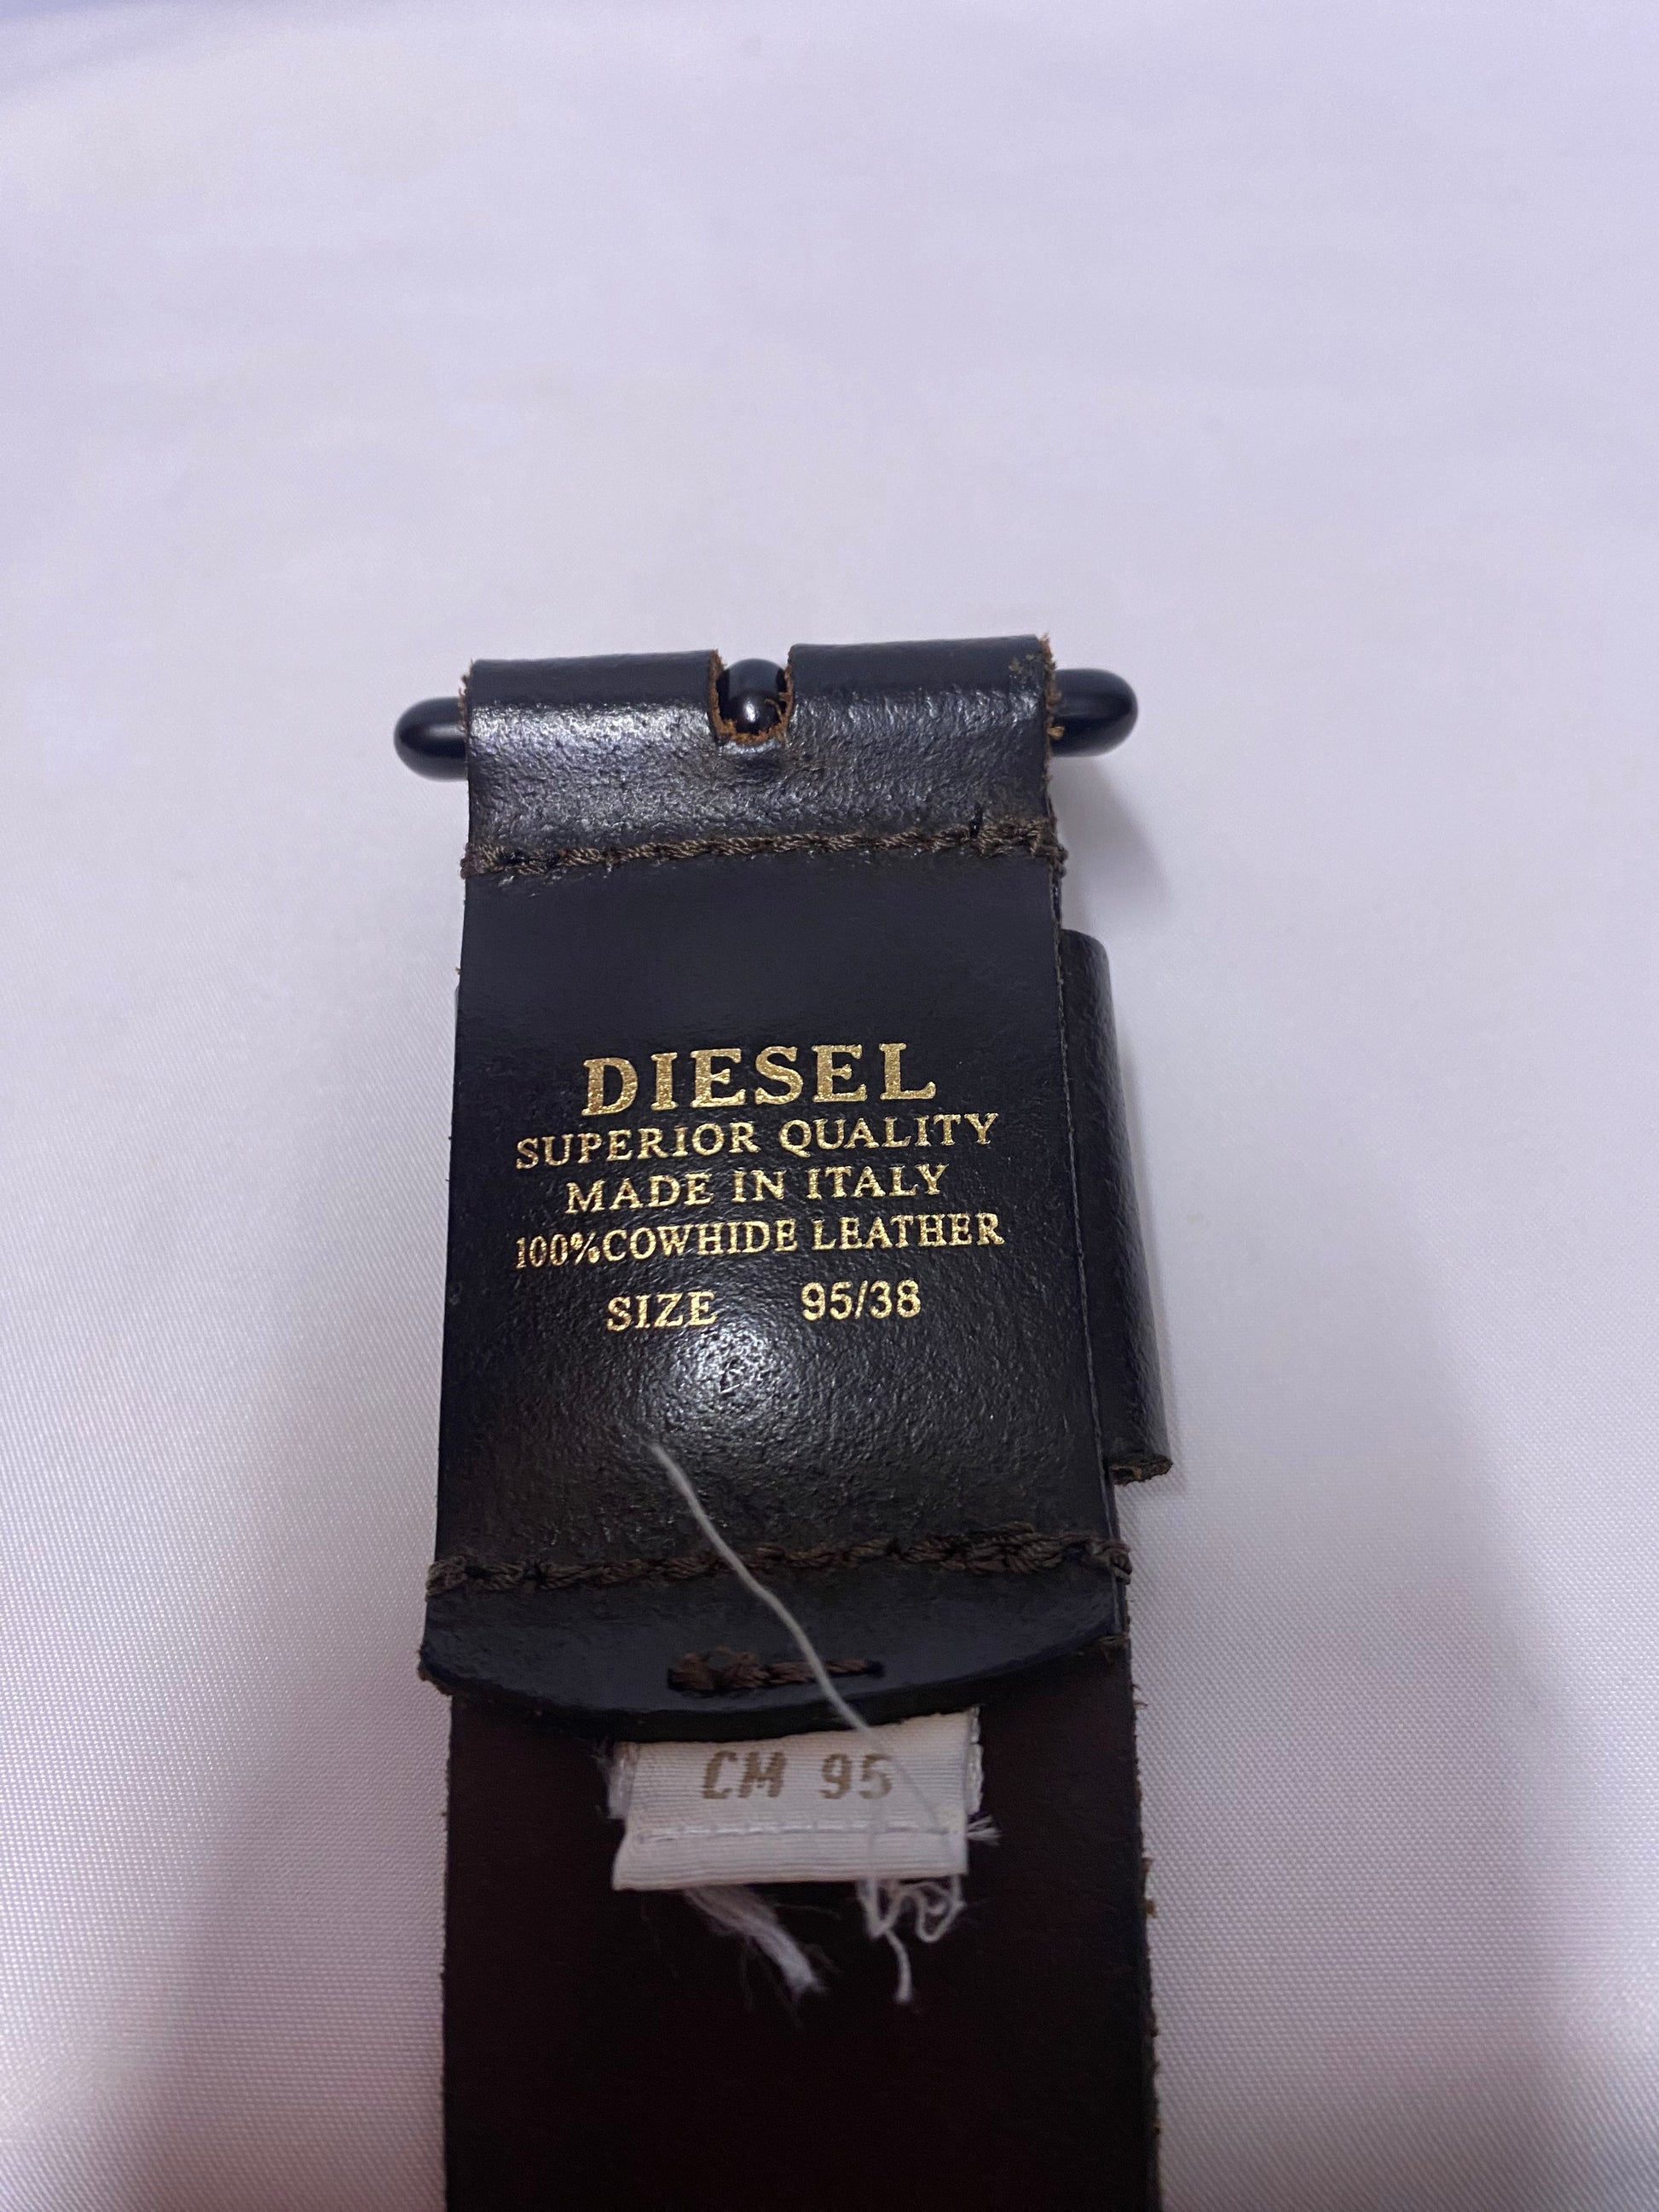 DIESEL
SUPERIOR QUALITY
MADE IN ITALY
100%COWHIDE LEATHER
SIZE 95/38
CM 95